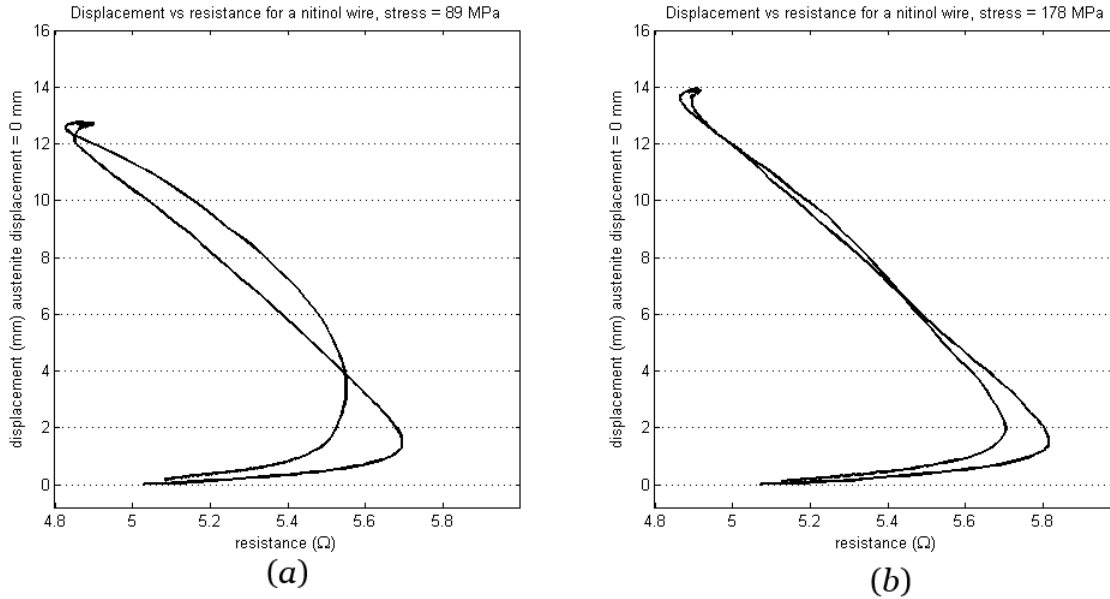 Displacement vs resistance for a nitinol wire, stress = 89 MPa
displacement (mm) austenite displacement = 0 mm
16
14
12
10
8
6
4
2
0
4.8 5 5.2 5.4 5.6 5.8
resistance (Ω)
(a)
Displacement vs resistance for a nitinol wire, stress = 178 MPa
displacement (mm) austenite displacement = 0 mm
16
14
12
10
8
6
4
2
0
4.8 5 5.2 5.4 5.6 5.8
resistance (Ω)
(b)